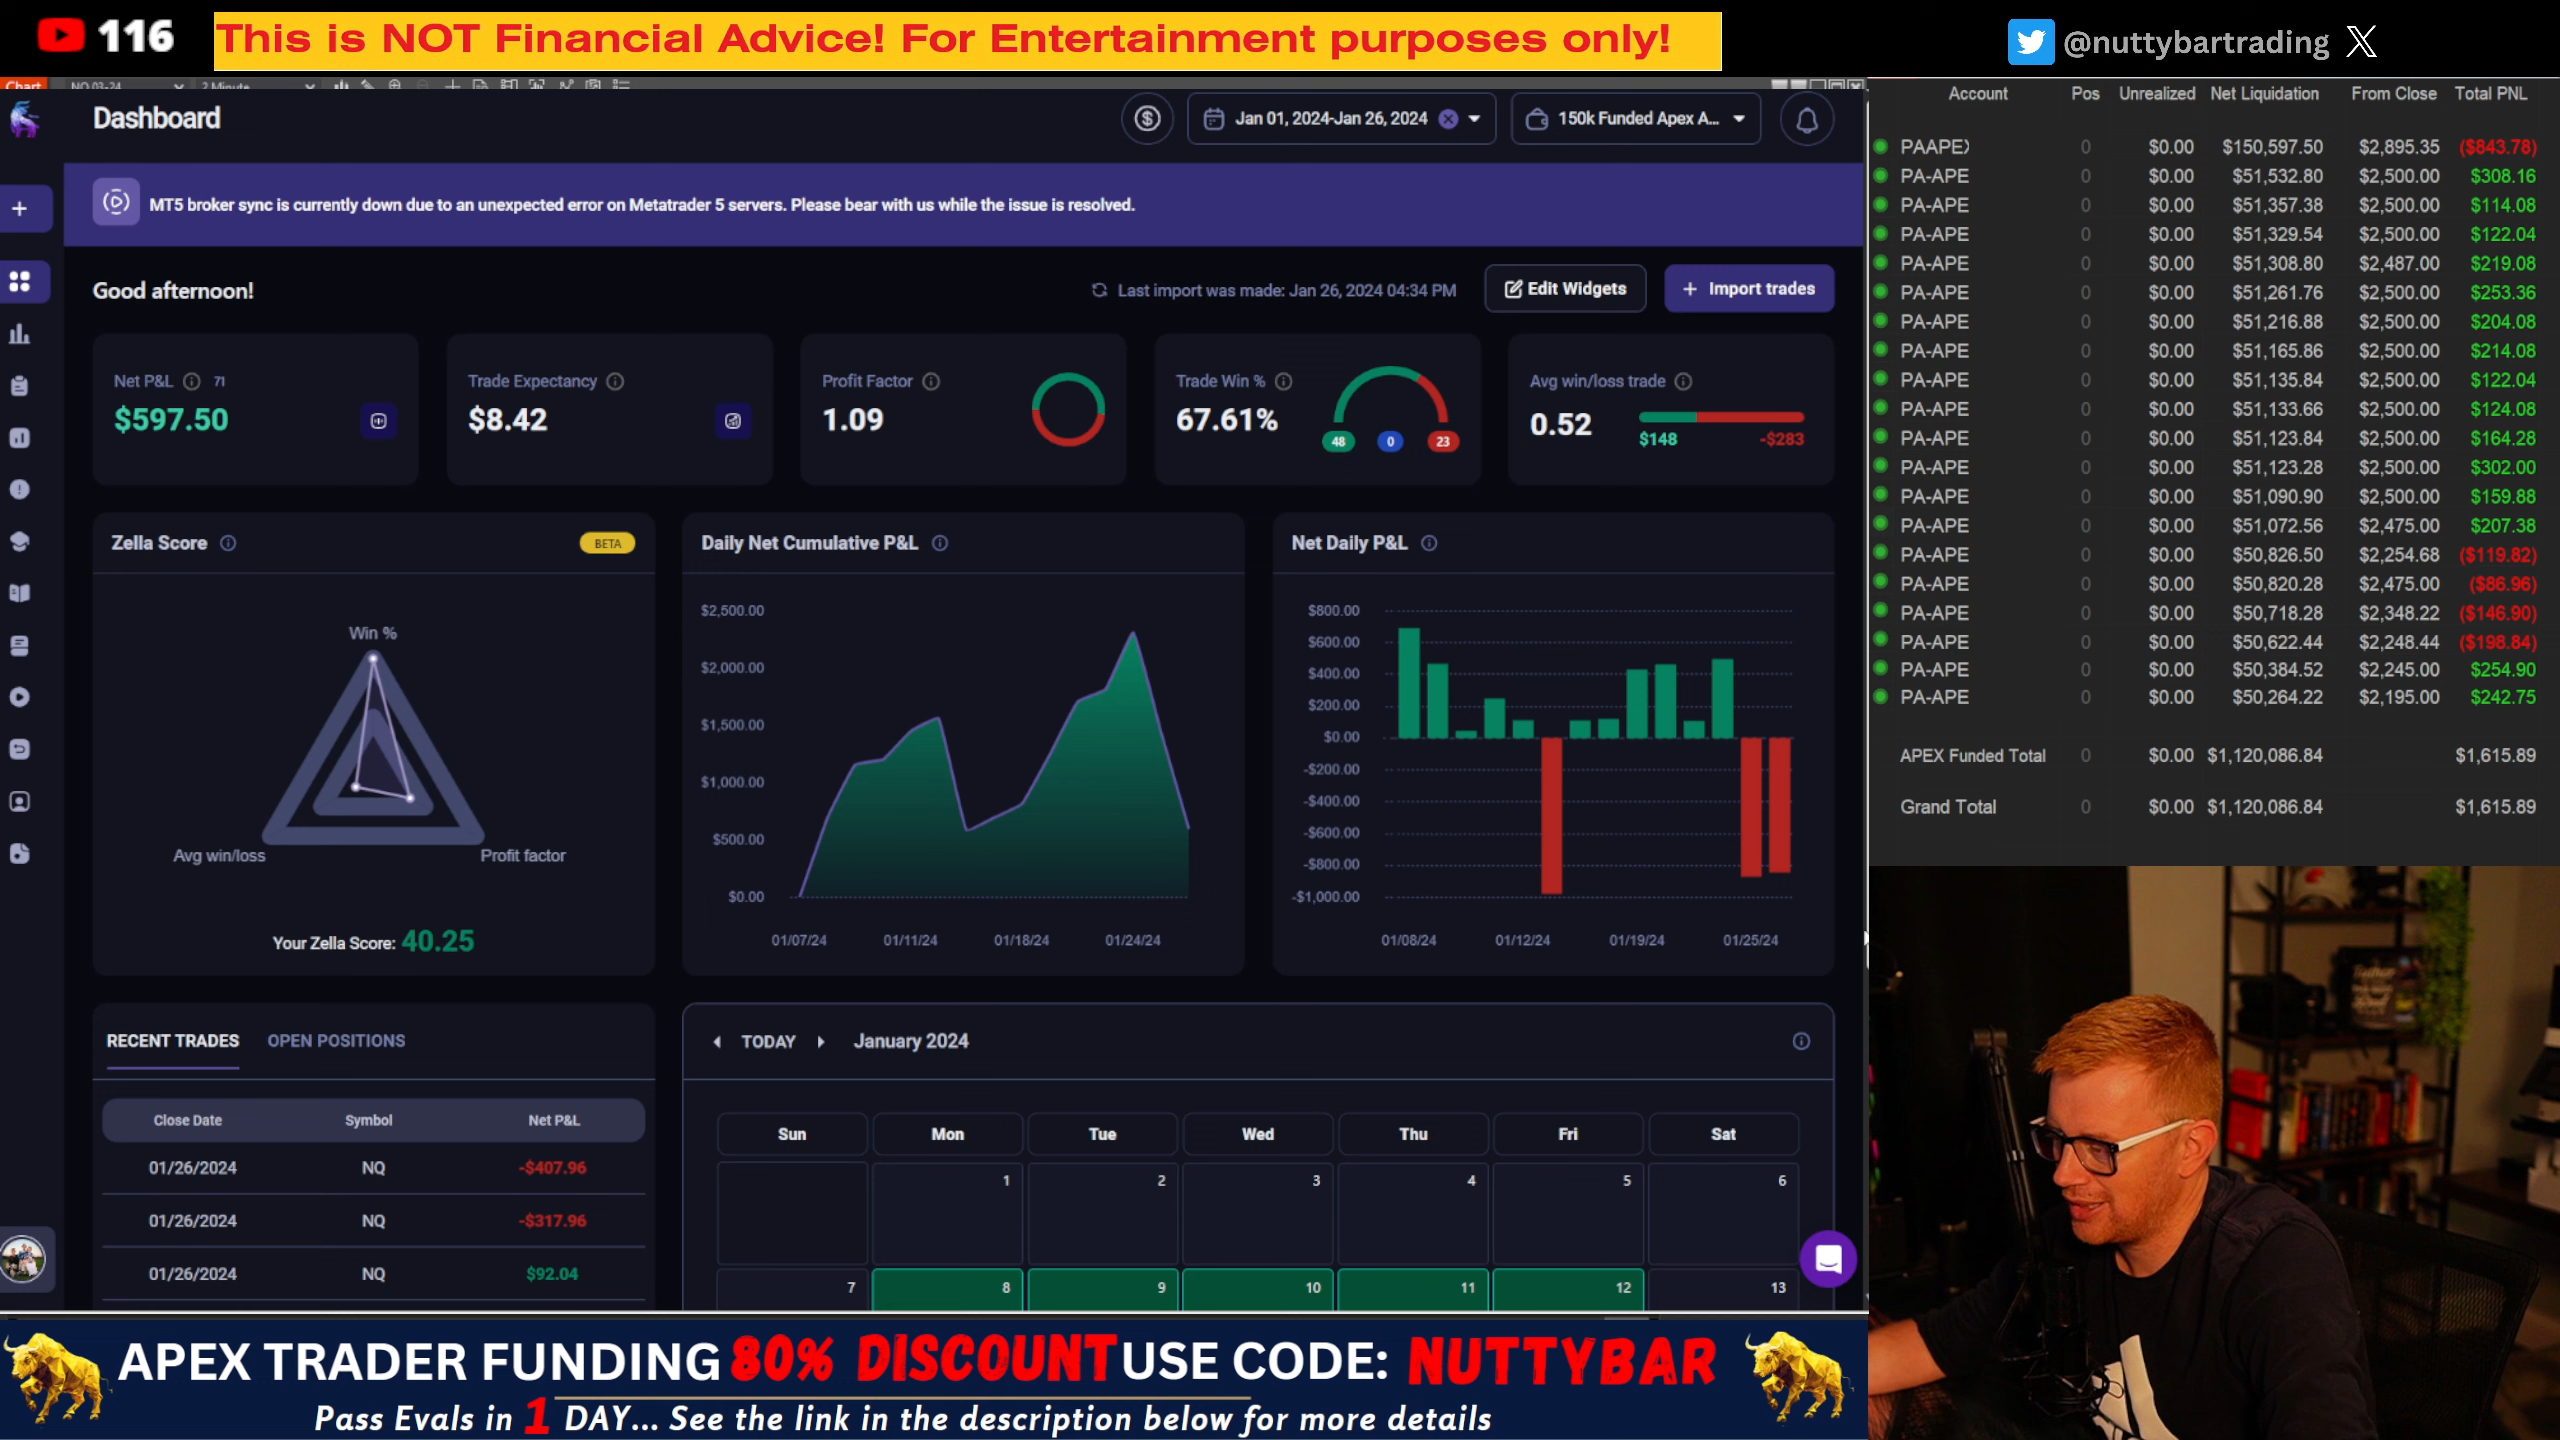 116
This is NOT Financial Advice! For Entertainment purposes only!
@nuttybartrading
Chart
NQ 03-24
2 Minute
Dashboard
Jan 01, 2024-Jan 26, 2024
150k Funded Apex A...
MT5 broker sync is currently down due to an unexpected error on Metatrader 5 servers. Please bear with us while the issue is resolved.
Good afternoon!
Last import was made: Jan 26, 2024 04:34 PM
Edit Widgets
+ Import trades
Net P&L 71
$597.50
Trade Expectancy
$8.42
Profit Factor
1.09
Trade Win %
67.61%
48 0 23
Avg win/loss trade
0.52
$148 -$283
Zella Score
BETA
Win %
Avg win/loss
Profit factor
Your Zella Score: 40.25
Daily Net Cumulative P&L
$2,500.00
$2,000.00
$1,500.00
$1,000.00
$500.00
$0.00
01/07/24 01/11/24 01/18/24 01/24/24
Net Daily P&L
$800.00
$600.00
$400.00
$200.00
$0.00
-$200.00
-$400.00
-$600.00
-$800.00
-$1,000.00
01/08/24 01/12/24 01/19/24 01/25/24
RECENT TRADES OPEN POSITIONS
Close Date Symbol Net P&L
01/26/2024 NQ -$407.96
01/26/2024 NQ -$317.96
01/26/2024 NQ $92.04
TODAY January 2024
Sun Mon Tue Wed Thu Fri Sat
1 2 3 4 5 6
7 8 9 10 11 12 13
Account Pos Unrealized Net Liquidation From Close Total PNL
PAAPEX 0 $0.00 $150,597.50 $2,895.35 ($843.78)
PA-APE 0 $0.00 $51,532.80 $2,500.00 $308.16
PA-APE 0 $0.00 $51,357.38 $2,500.00 $114.08
PA-APE 0 $0.00 $51,329.54 $2,500.00 $122.04
PA-APE 0 $0.00 $51,308.80 $2,487.00 $219.08
PA-APE 0 $0.00 $51,261.76 $2,500.00 $253.36
PA-APE 0 $0.00 $51,216.88 $2,500.00 $204.08
PA-APE 0 $0.00 $51,165.86 $2,500.00 $214.08
PA-APE 0 $0.00 $51,135.84 $2,500.00 $122.04
PA-APE 0 $0.00 $51,133.66 $2,500.00 $124.08
PA-APE 0 $0.00 $51,123.84 $2,500.00 $164.28
PA-APE 0 $0.00 $51,123.28 $2,500.00 $302.00
PA-APE 0 $0.00 $51,090.90 $2,500.00 $159.88
PA-APE 0 $0.00 $51,072.56 $2,475.00 $207.38
PA-APE 0 $0.00 $50,826.50 $2,254.68 ($119.82)
PA-APE 0 $0.00 $50,820.28 $2,475.00 ($86.96)
PA-APE 0 $0.00 $50,718.28 $2,348.22 ($146.90)
PA-APE 0 $0.00 $50,622.44 $2,248.44 ($198.84)
PA-APE 0 $0.00 $50,384.52 $2,245.00 $254.90
PA-APE 0 $0.00 $50,264.22 $2,195.00 $242.75
APEX Funded Total 0 $0.00 $1,120,086.84 $1,615.89
Grand Total 0 $0.00 $1,120,086.84 $1,615.89
APEX TRADER FUNDING 80% DISCOUNT USE CODE: NUTTYBAR
Pass Evals in 1 DAY... See the link in the description below for more details